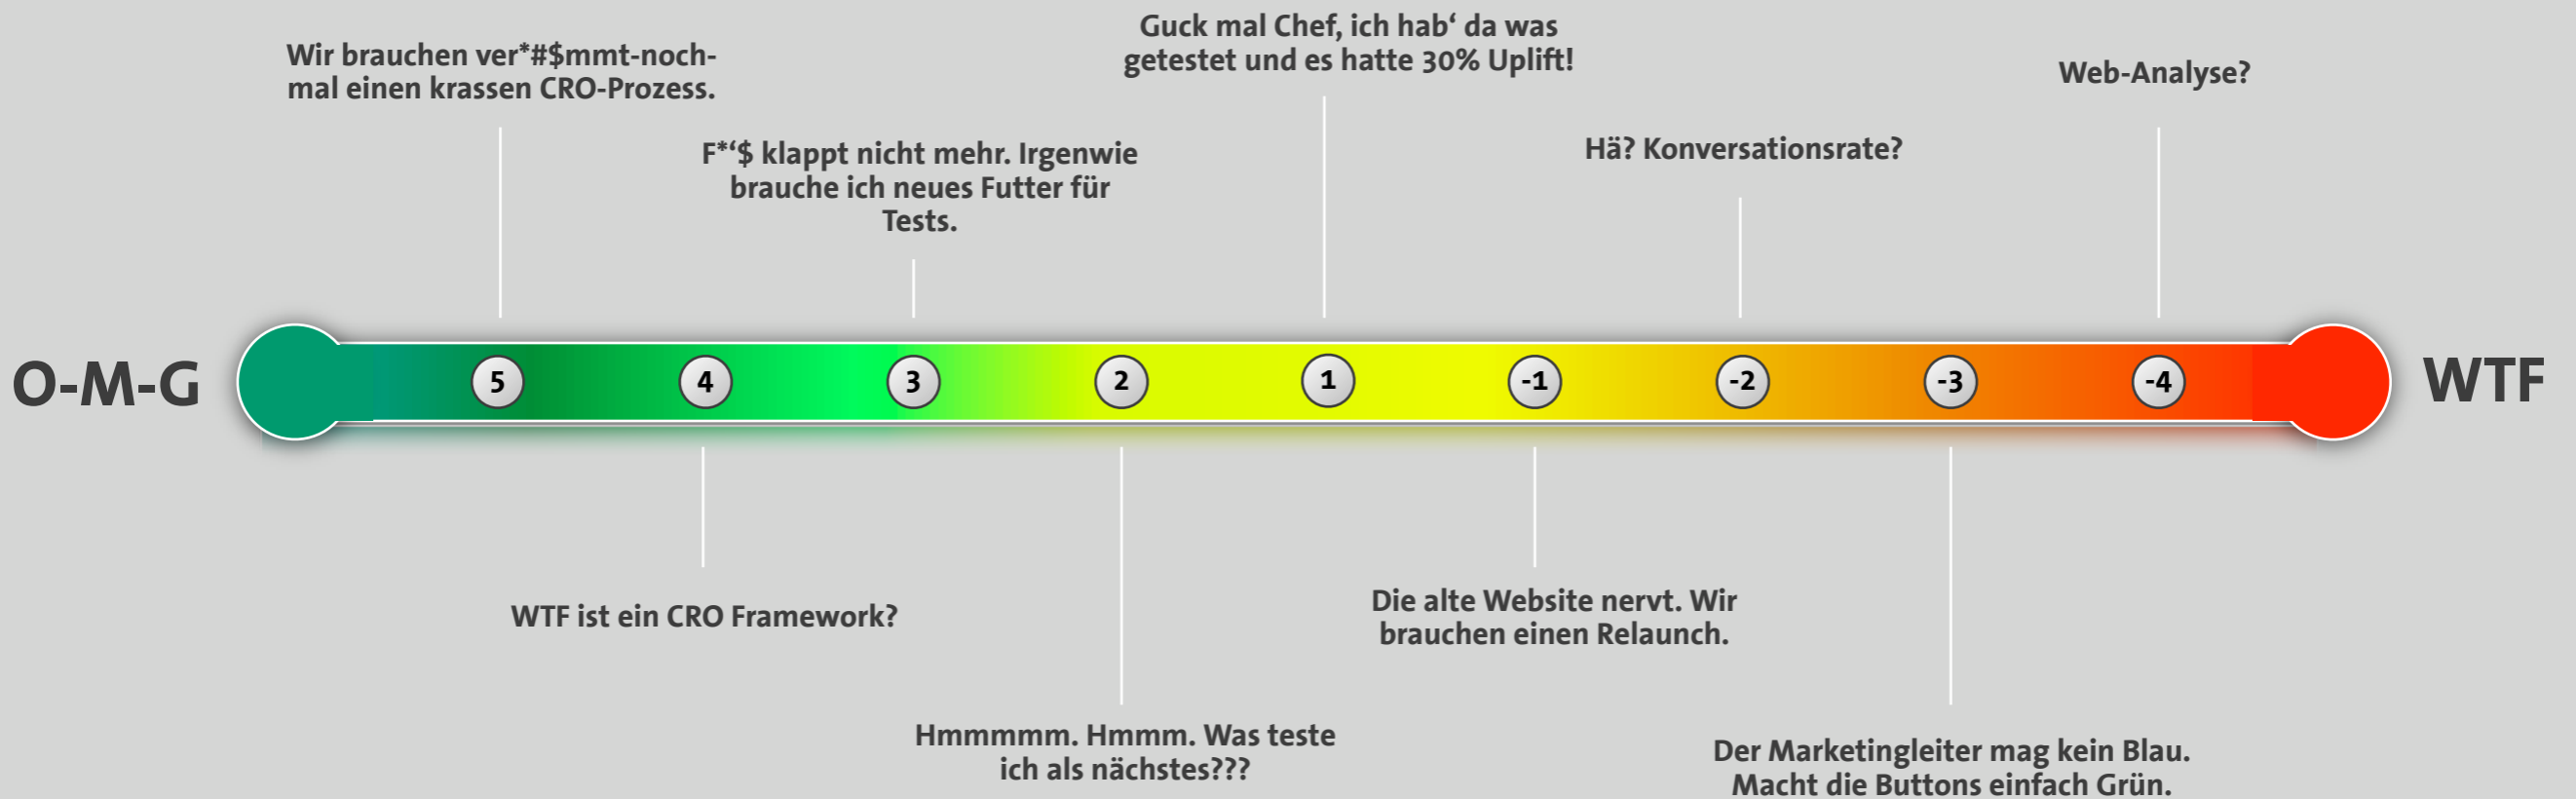 Guck mal Chef, ich hab‘ da was
getestet und es hatte 30% Uplift!
Wir brauchen ver*#$mmt-noch-
mal einen krassen CRO-Prozess.
Web-Analyse?
F*‘$ klappt nicht mehr. Irgenwie
brauche ich neues Futter für
Tests.
Hä? Konversationsrate?
O-M-G
5
4
3
2
1
-1
-2
-3
-4
WTF
WTF ist ein CRO Framework?
Die alte Website nervt. Wir
brauchen einen Relaunch.
Hmmmmm. Hmmm. Was teste
ich als nächstes???
Der Marketingleiter mag kein Blau.
Macht die Buttons einfach Grün.